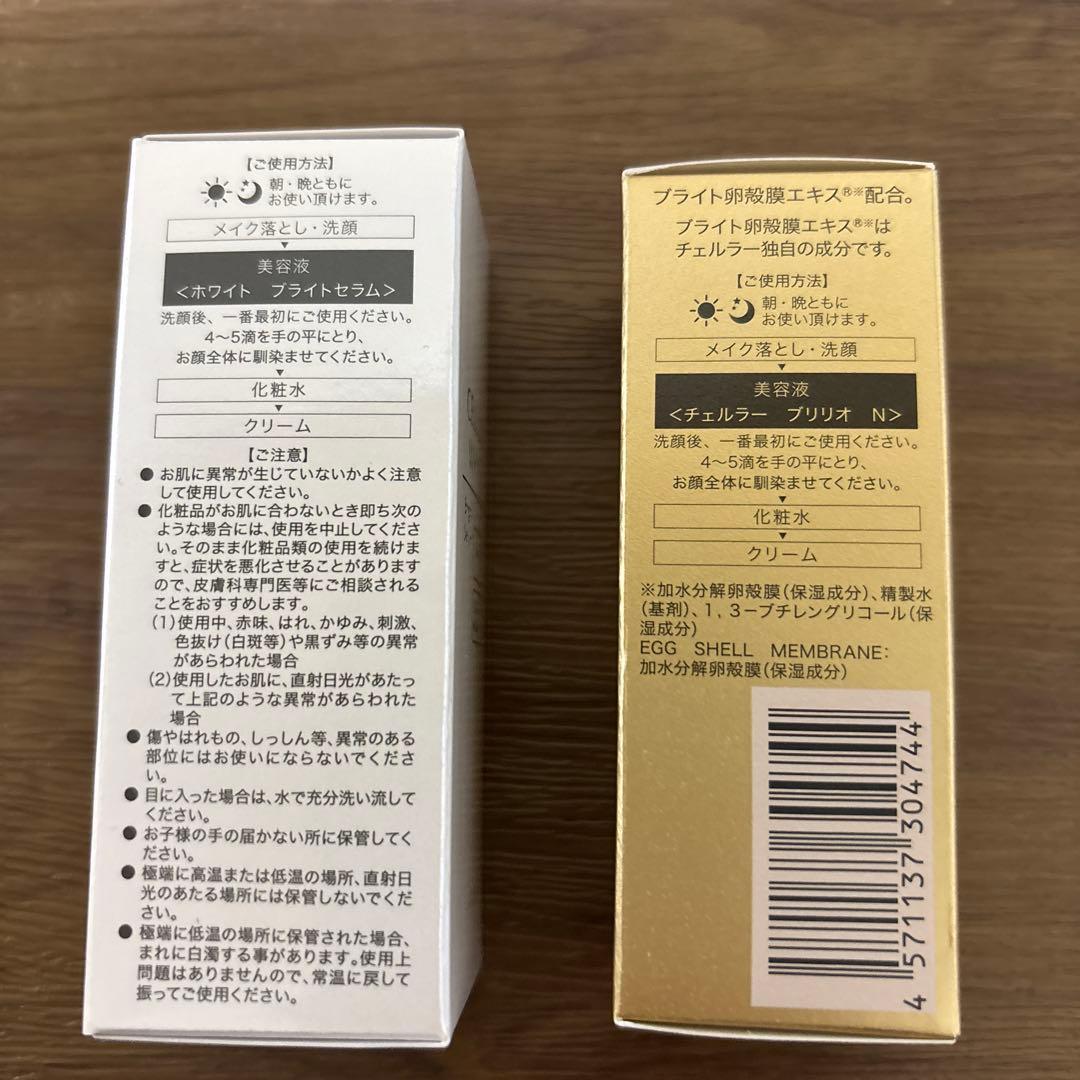 【ご使用方法】
朝・晩ともに
お使い頂けます。
メイク落とし・洗顔
美容液
＜ホワイト ブライトセラム＞
洗顔後、一番最初にご使用ください。
4〜5滴を手の平にとり、
お顔全体に馴染ませてください。
化粧水
クリーム
【ご注意】
● お肌に異常が生じていないかよく注意
して使用してください。
● 化粧品がお肌に合わないとき即ち次の
ような場合には、使用を中止してくださ
い。そのまま化粧品類の使用を続けま
すと、症状を悪化させることがあります
ので、皮膚科専門医等にご相談される
ことをおすすめします。
(1)使用中、赤味、はれ、かゆみ、刺激、
色抜け(白斑等)や黒ずみ等の異常
があらわれた場合
(2)使用したお肌に、直射日光があたっ
て上記のような異常があらわれた
場合
● 傷やはれもの、しっしん等、異常のある
部位にはお使いにならないでくださ
い。
● 目に入った場合は、水で充分洗い流して
ください。
● お子様の手の届かない所に保管してく
ださい。
● 極端に高温または低温の場所、直射日
光のあたる場所には保管しないでくだ
さい。
● 極端に低温の場所に保管された場合、
まれに白濁する事があります。使用上
問題はありませんので、常温に戻して
振ってご使用ください。
ブライト卵殻膜エキス®※配合。
ブライト卵殻膜エキス®※は
チェルラー独自の成分です。
【ご使用方法】
朝・晩ともに
お使い頂けます。
メイク落とし・洗顔
美容液
＜チェルラー ブリリオ N＞
洗顔後、一番最初にご使用ください。
4〜5滴を手の平にとり、
お顔全体に馴染ませてください。
化粧水
クリーム
※加水分解卵殻膜(保湿成分)、精製水
(基剤)、1，3−ブチレングリコール(保
湿成分)
EGG SHELL MEMBRANE:
加水分解卵殻膜(保湿成分)
4 571137 304744